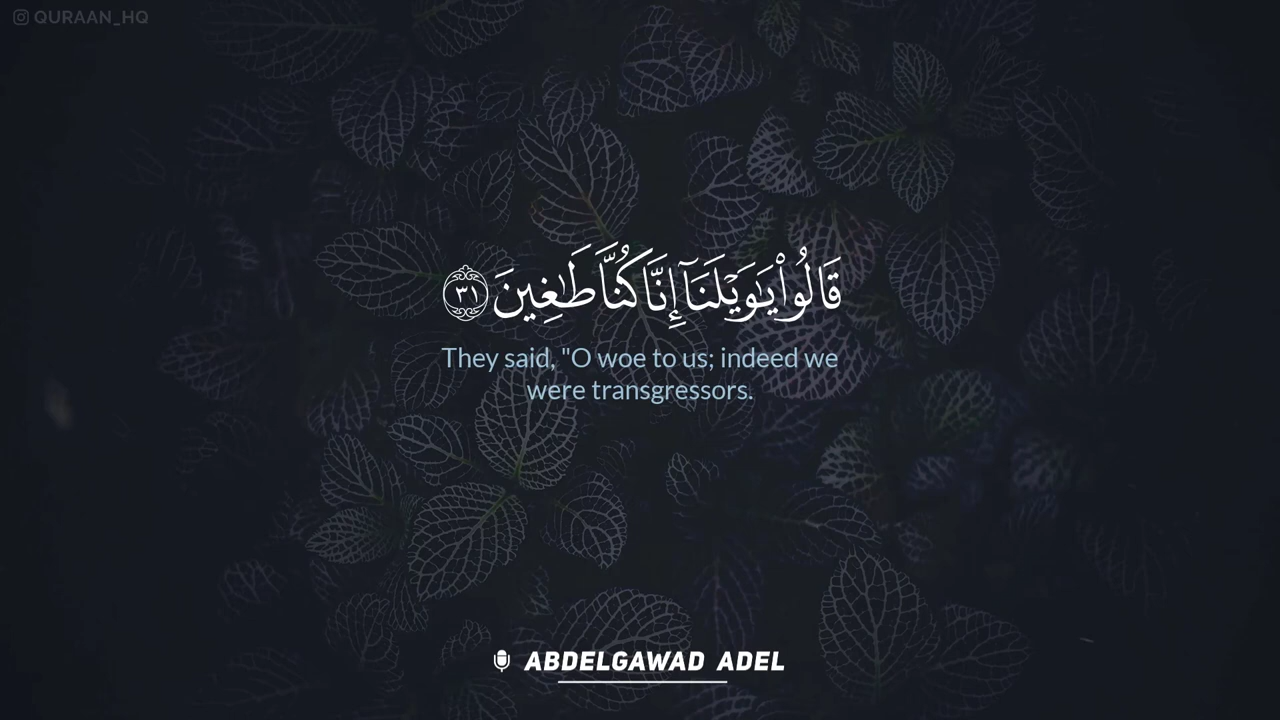 QURAAN_HQ
قَالُوا۟ يَـٰوَيْلَنَآ إِنَّا كُنَّا طَـٰغِينَ ٣١
They said, "O woe to us; indeed we
were transgressors.
ABDELGAWAD ADEL